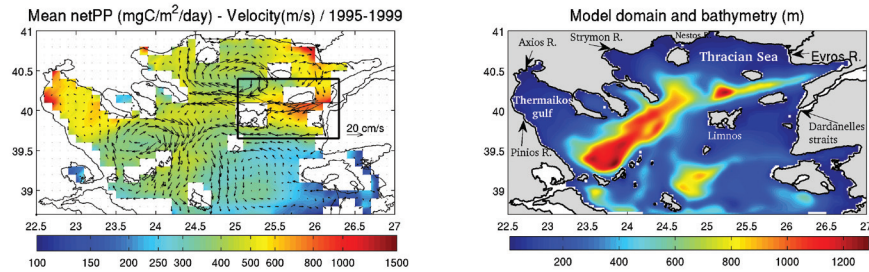 Mean netPP (mgC/m²/day) - Velocity(m/s) / 1995-1999
41
40.5
40
39.5
39
20 cm/s
22.5 23 23.5 24 24.5 25 25.5 26 26.5 27
100 150 200 250 300 400 500 600 800 1000 1500
Model domain and bathymetry (m)
Axios R.
Strymon R.
Nestos
Thracian Sea
Evros R.
Thermaikos
gulf
Limnos
Dardanelles
straits
Pinios R.
41
40.5
40
39.5
39
22.5 23 23.5 24 24.5 25 25.5 26 26.5 27
200 400 600 800 1000 1200